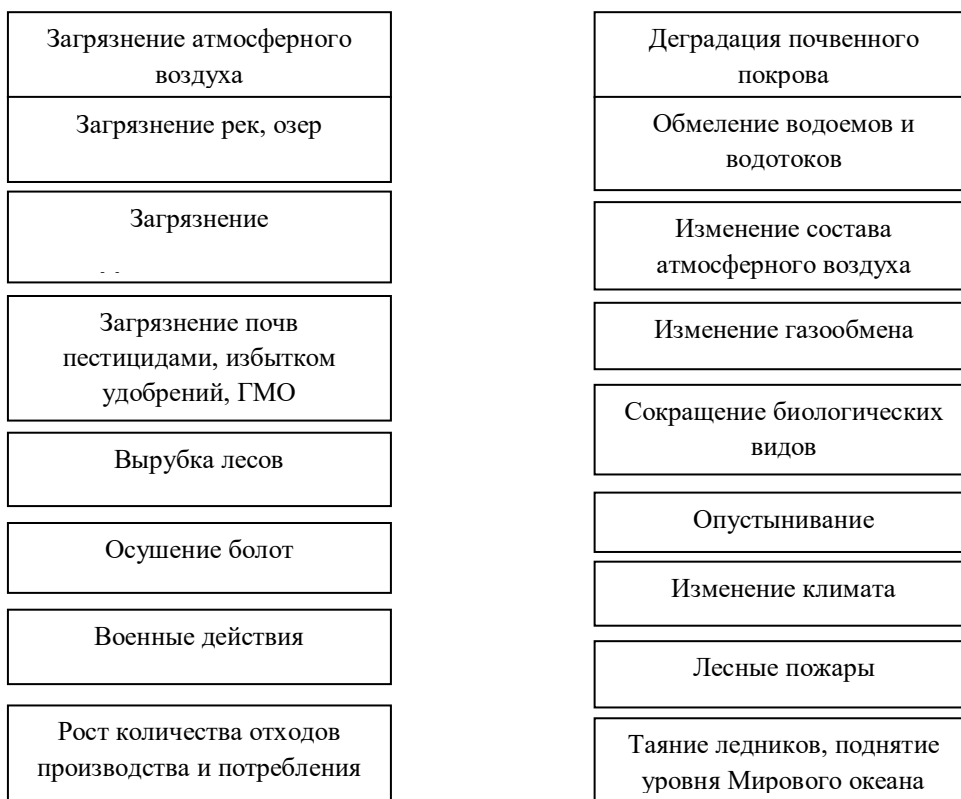 Загрязнение атмосферного
воздуха
Загрязнение рек, озер
Загрязнение
Загрязнение почв
пестицидами, избытком
удобрений, ГМО
Вырубка лесов
Осушение болот
Военные действия
Рост количества отходов
производства и потребления
Деградация почвенного
покрова
Обмеление водоемов и
водотоков
Изменение состава
атмосферного воздуха
Изменение газообмена
Сокращение биологических
видов
Опустынивание
Изменение климата
Лесные пожары
Таяние ледников, поднятие
уровня Мирового океана